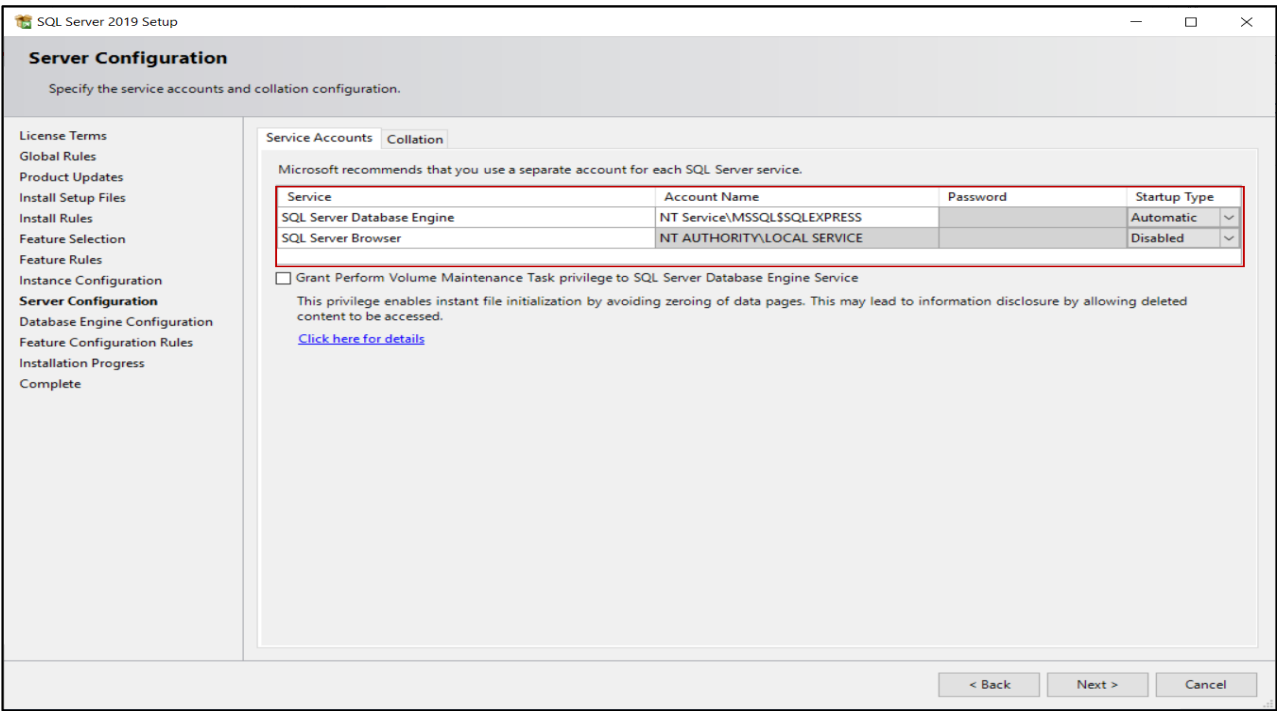 SQL Server 2019 Setup
Server Configuration
Specify the service accounts and collation configuration.
License Terms
Global Rules
Product Updates
Install Setup Files
Install Rules
Feature Selection
Feature Rules
Instance Configuration
Server Configuration
Database Engine Configuration
Feature Configuration Rules
Installation Progress
Complete
Service Accounts Collation
Microsoft recommends that you use a separate account for each SQL Server service.
Service Account Name Password Startup Type
SQL Server Database Engine NT Service\MSSQL$SQLEXPRESS Automatic
SQL Server Browser NT AUTHORITY\LOCAL SERVICE Disabled
Grant Perform Volume Maintenance Task privilege to SQL Server Database Engine Service
This privilege enables instant file initialization by avoiding zeroing of data pages. This may lead to information disclosure by allowing deleted
content to be accessed.
Click here for details
< Back Next > Cancel